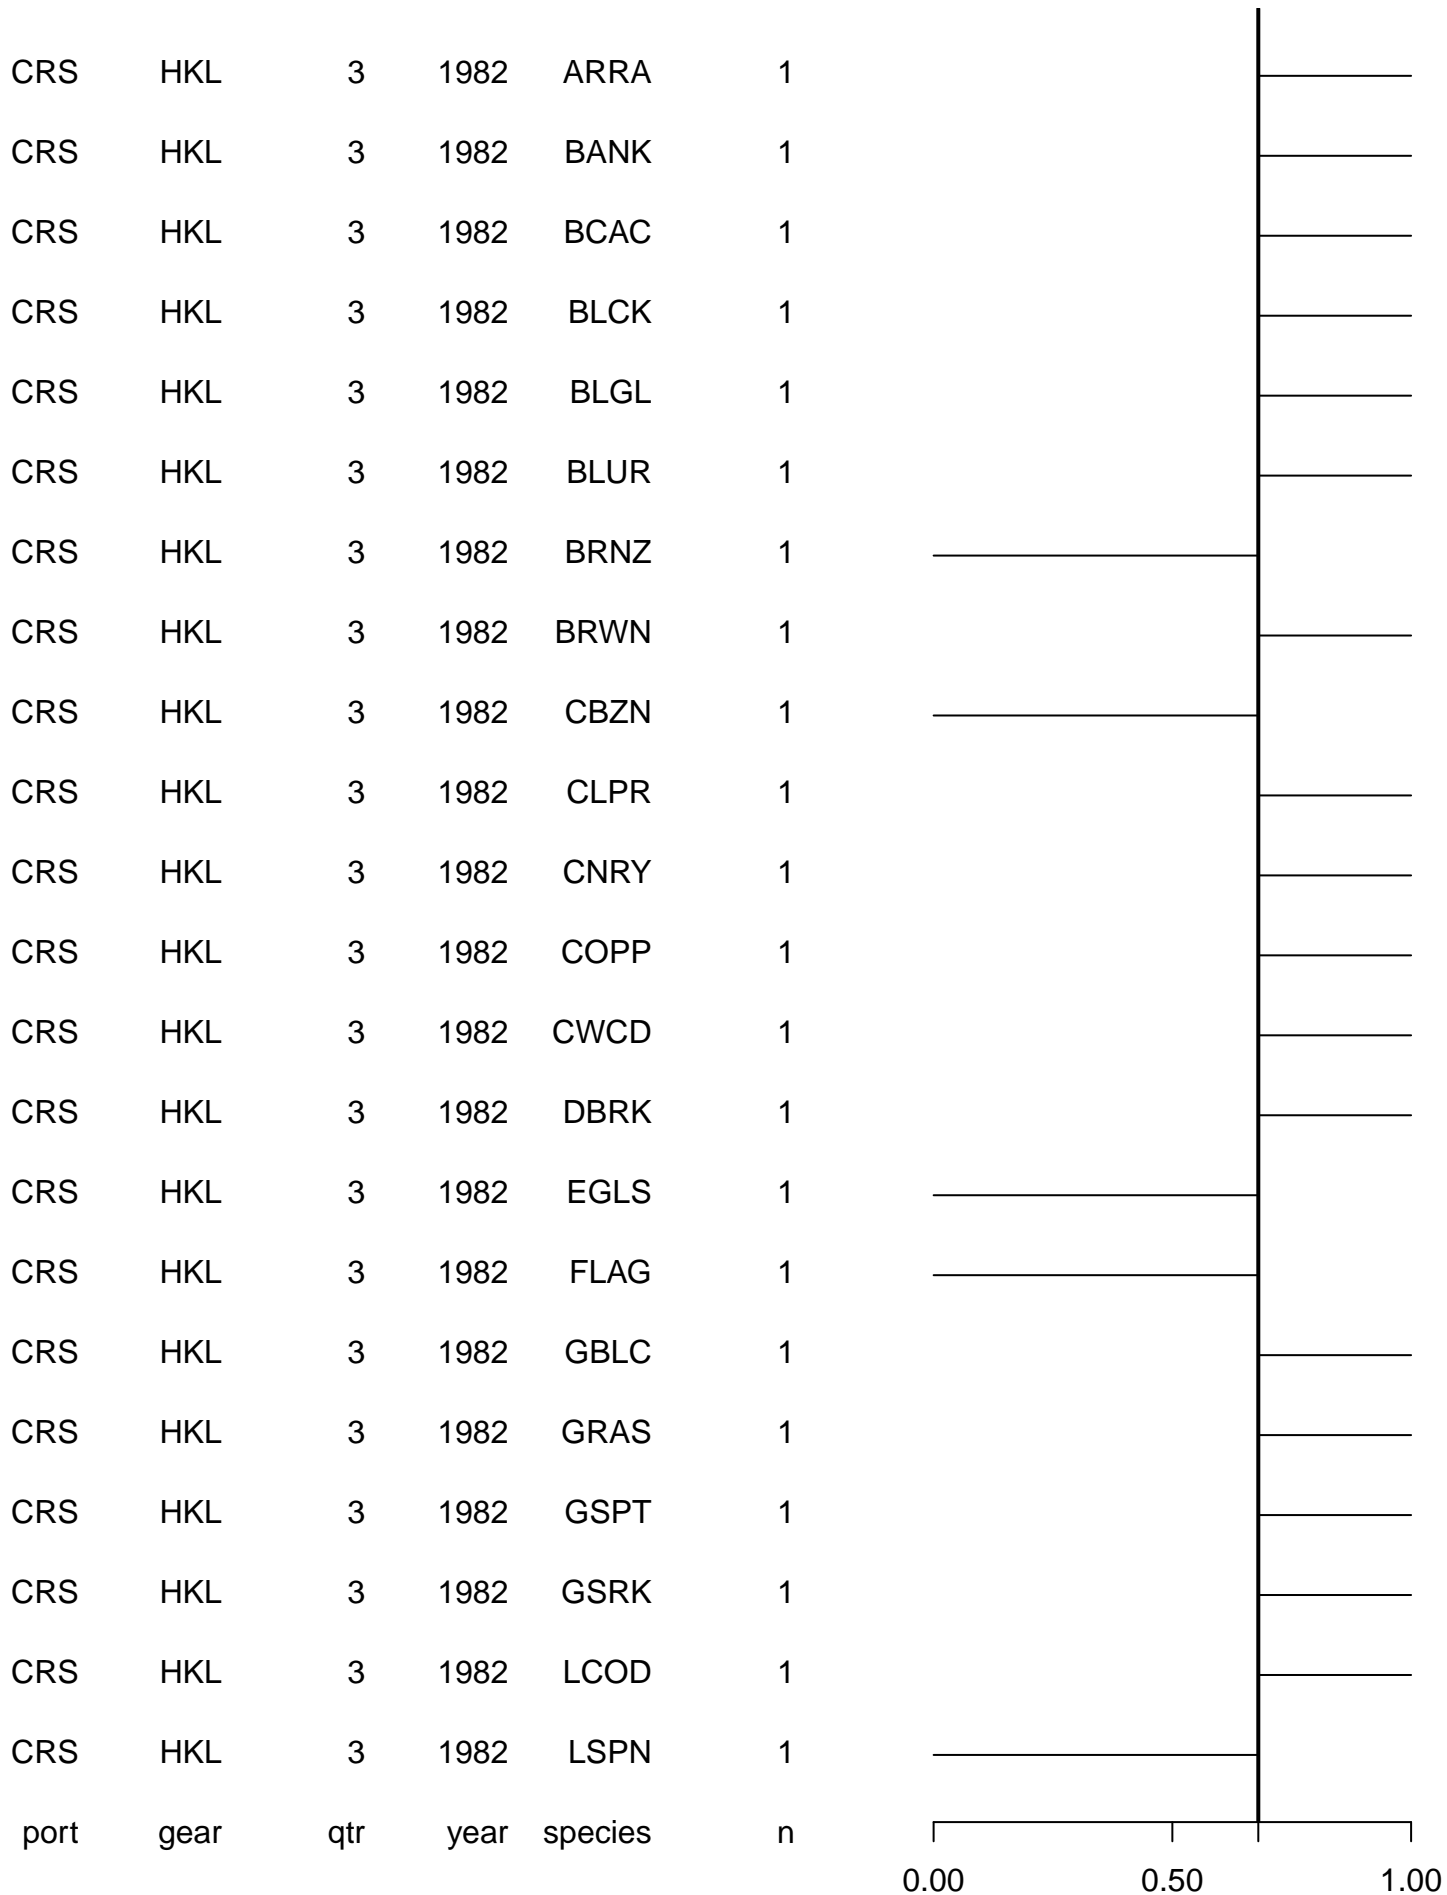 CRS HKL 3 1982 ARRA 1
CRS HKL 3 1982 BANK 1
CRS HKL 3 1982 BCAC 1
CRS HKL 3 1982 BLCK 1
CRS HKL 3 1982 BLGL 1
CRS HKL 3 1982 BLUR 1
CRS HKL 3 1982 BRNZ 1
CRS HKL 3 1982 BRWN 1
CRS HKL 3 1982 CBZN 1
CRS HKL 3 1982 CLPR 1
CRS HKL 3 1982 CNRY 1
CRS HKL 3 1982 COPP 1
CRS HKL 3 1982 CWCD 1
CRS HKL 3 1982 DBRK 1
CRS HKL 3 1982 EGLS 1
CRS HKL 3 1982 FLAG 1
CRS HKL 3 1982 GBLC 1
CRS HKL 3 1982 GRAS 1
CRS HKL 3 1982 GSPT 1
CRS HKL 3 1982 GSRK 1
CRS HKL 3 1982 LCOD 1
CRS HKL 3 1982 LSPN 1
port gear qtr year species n
0.00 0.50 1.00